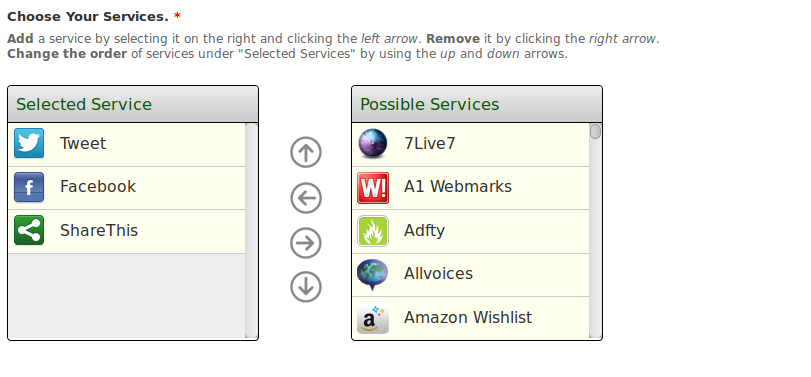 Choose Your Services. *
Add a service by selecting it on the right and clicking the left arrow. Remove it by clicking the right arrow.
Change the order of services under "Selected Services" by using the up and down arrows.
Selected Service
Possible Services
Tweet
Facebook
ShareThis
7Live7
W!
A1 Webmarks
Adfty
Allvoices
a
Amazon Wishlist